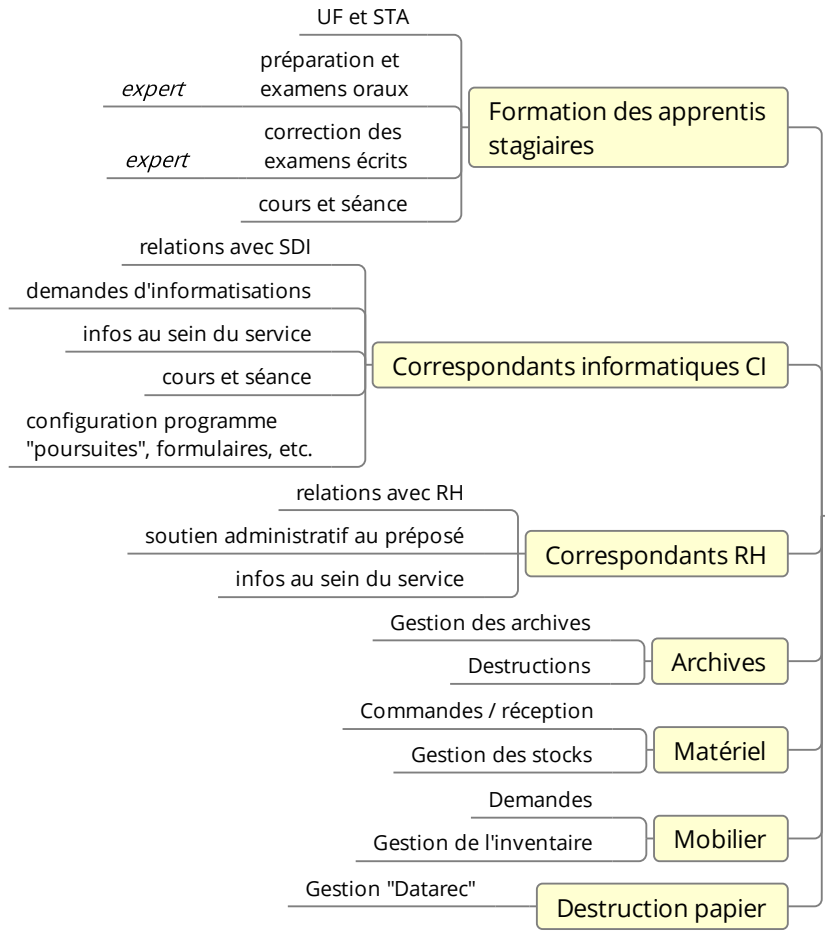 UF et STA
préparation et
examens oraux
expert
correction des
examens écrits
expert
cours et séance
Formation des apprentis
stagiaires
relations avec SDI
demandes d'informatisations
infos au sein du service
cours et séance
configuration programme
"poursuites", formulaires, etc.
Correspondants informatiques CI
relations avec RH
soutien administratif au préposé
infos au sein du service
Correspondants RH
Gestion des archives
Destructions
Archives
Commandes / réception
Gestion des stocks
Matériel
Demandes
Gestion de l'inventaire
Mobilier
Gestion "Datarec"
Destruction papier